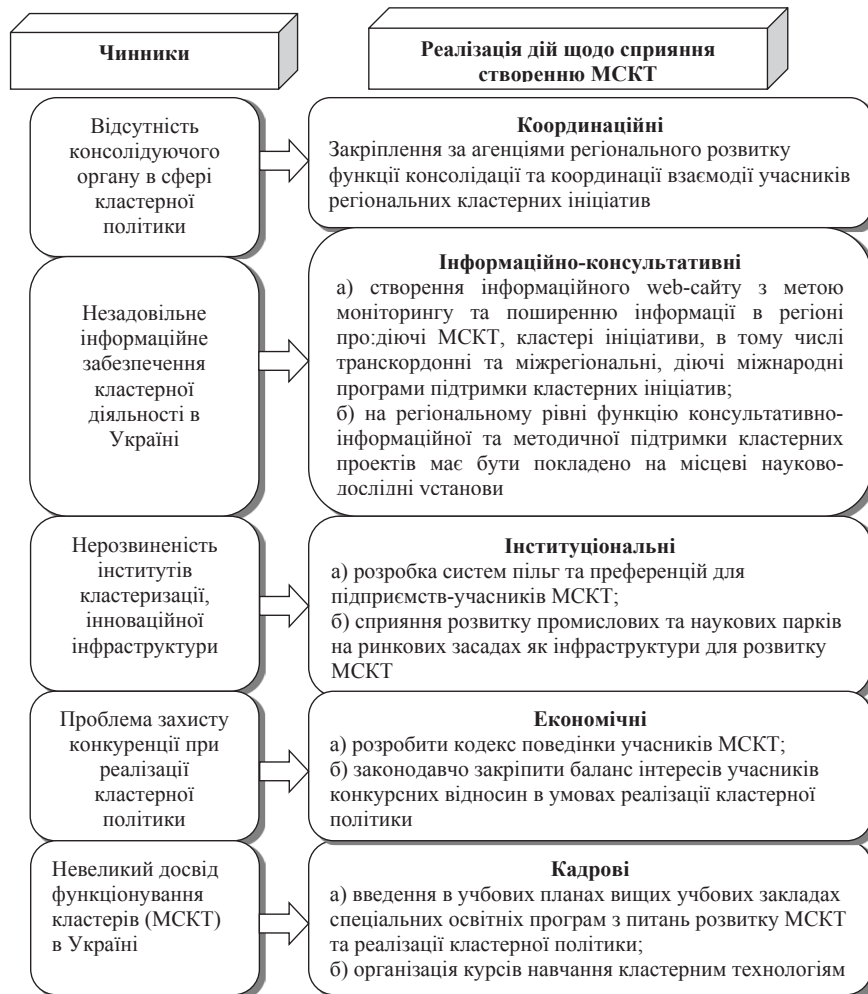 Чинники
Реалізація дій щодо сприяння
створенню МСКТ
Відсутність
консолідуючого
органу в сфері
кластерної
політики
Координаційні
Закріплення за агенціями регіонального розвитку
функції консолідації та координації взаємодії учасників
регіональних кластерних ініціатив
Незадовільне
інформаційне
забезпечення
кластерної
діяльності в
Україні
Інформаційно-консультативні
а) створення інформаційного web-сайту з метою
моніторингу та поширенню інформації в регіоні
про:діючі МСКТ, кластері ініціативи, в тому числі
транскордонні та міжрегіональні, діючі міжнародні
програми підтримки кластерних ініціатив;
б) на регіональному рівні функцію консультативно-
інформаційної та методичної підтримки кластерних
проектів має бути покладено на місцеві науково-
дослідні установи
Нерозвиненість
інститутів
кластеризації,
інноваційної
інфраструктури
Інституціональні
а) розробка систем пільг та преференцій для
підприємств-учасників МСКТ;
б) сприяння розвитку промислових та наукових парків
на ринкових засадах як інфраструктури для розвитку
МСКТ
Проблема захисту
конкуренції при
реалізації
кластерної
політики
Економічні
а) розробити кодекс поведінки учасників МСКТ;
б) законодавчо закріпити баланс інтересів учасників
конкурсних відносин в умовах реалізації кластерної
політики
Невеликий досвід
функціонування
кластерів (МСКТ)
в Україні
Кадрові
а) введення в учбових планах вищих учбових закладах
спеціальних освітніх програм з питань розвитку МСКТ
та реалізації кластерної політики;
б) організація курсів навчання кластерним технологіям